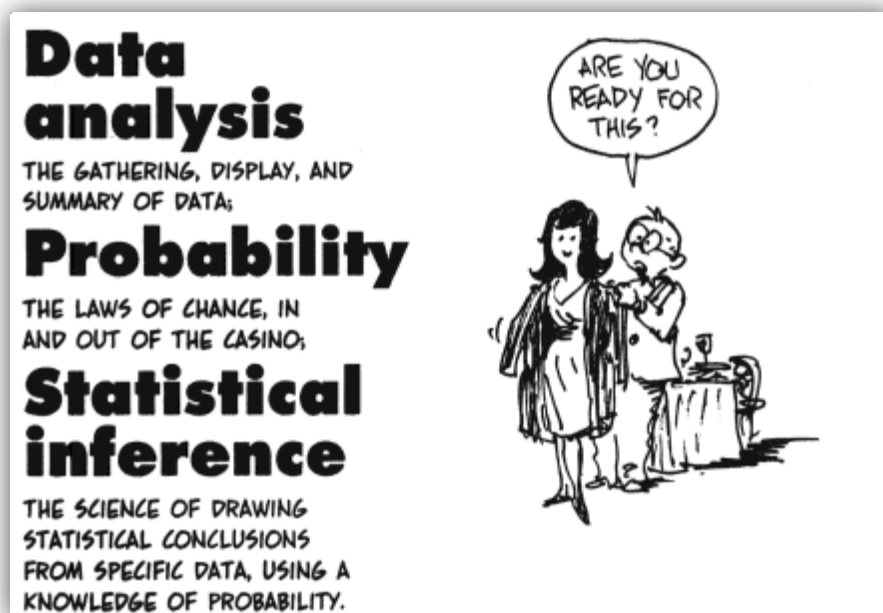 Data
analysis
THE GATHERING, DISPLAY, AND
SUMMARY OF DATA;
Probability
THE LAWS OF CHANCE, IN
AND OUT OF THE CASINO;
Statistical
inference
THE SCIENCE OF DRAWING
STATISTICAL CONCLUSIONS
FROM SPECIFIC DATA, USING A
KNOWLEDGE OF PROBABILITY.
ARE YOU
READY FOR
THIS?